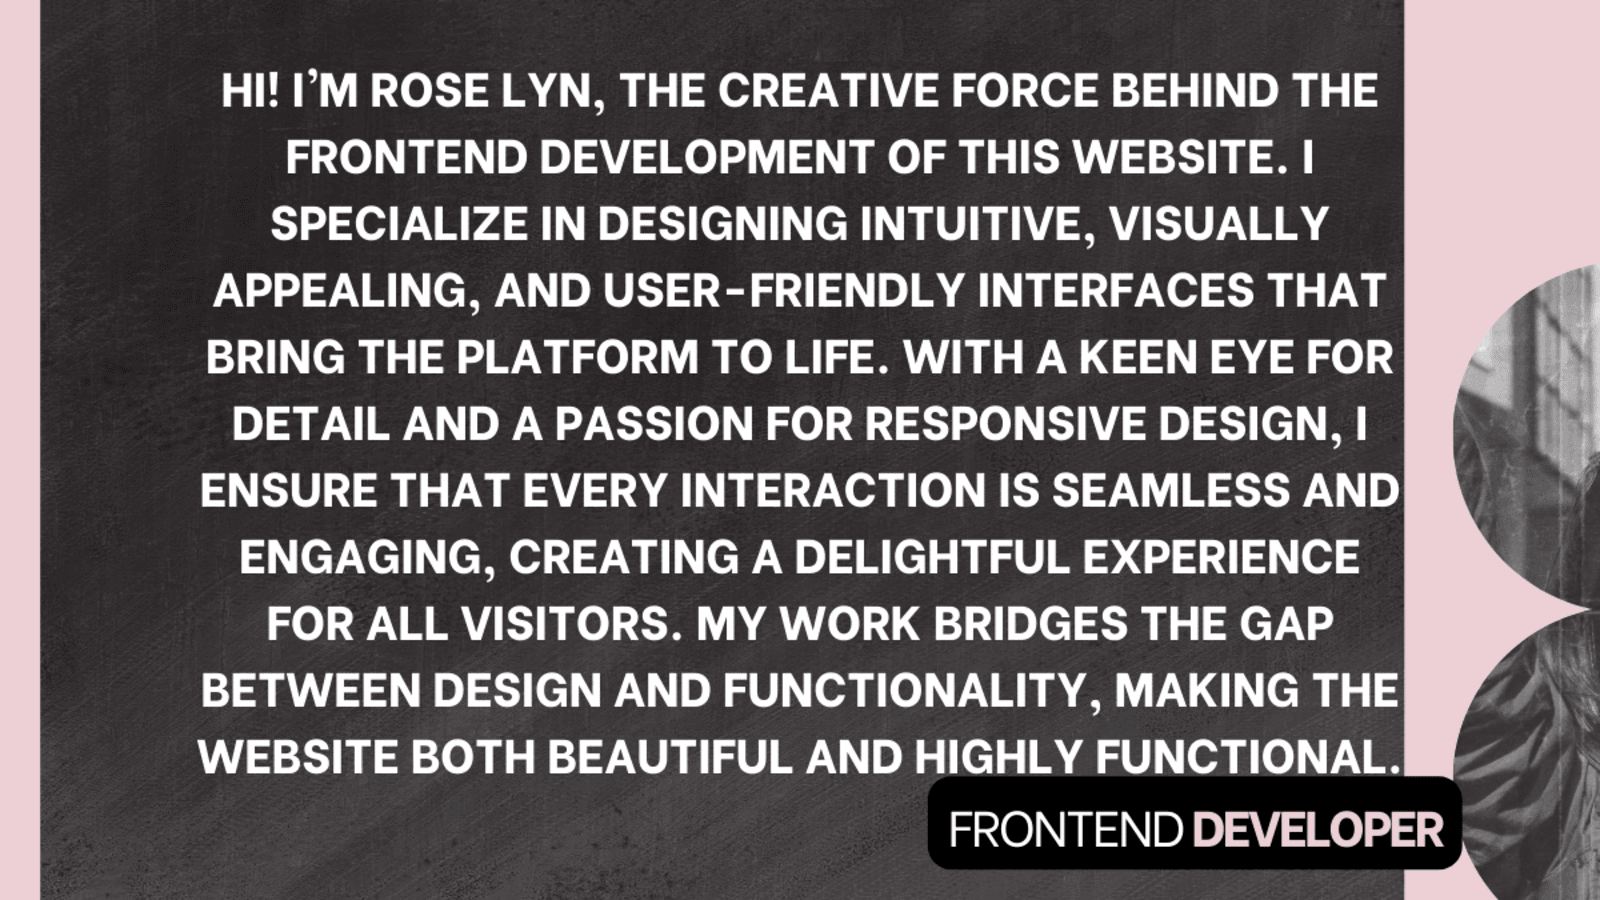 HI! I'M ROSE LYN, THE CREATIVE FORCE BEHIND THE
FRONTEND DEVELOPMENT OF THIS WEBSITE. I
SPECIALIZE IN DESIGNING INTUITIVE, VISUALLY
APPEALING, AND USER-FRIENDLY INTERFACES THAT
BRING THE PLATFORM TO LIFE. WITH A KEEN EYE FOR
DETAIL AND A PASSION FOR RESPONSIVE DESIGN, I
ENSURE THAT EVERY INTERACTION IS SEAMLESS AND
ENGAGING, CREATING A DELIGHTFUL EXPERIENCE
FOR ALL VISITORS. MY WORK BRIDGES THE GAP
BETWEEN DESIGN AND FUNCTIONALITY, MAKING THE
WEBSITE BOTH BEAUTIFUL AND HIGHLY FUNCTIONAL.
FRONTEND DEVELOPER